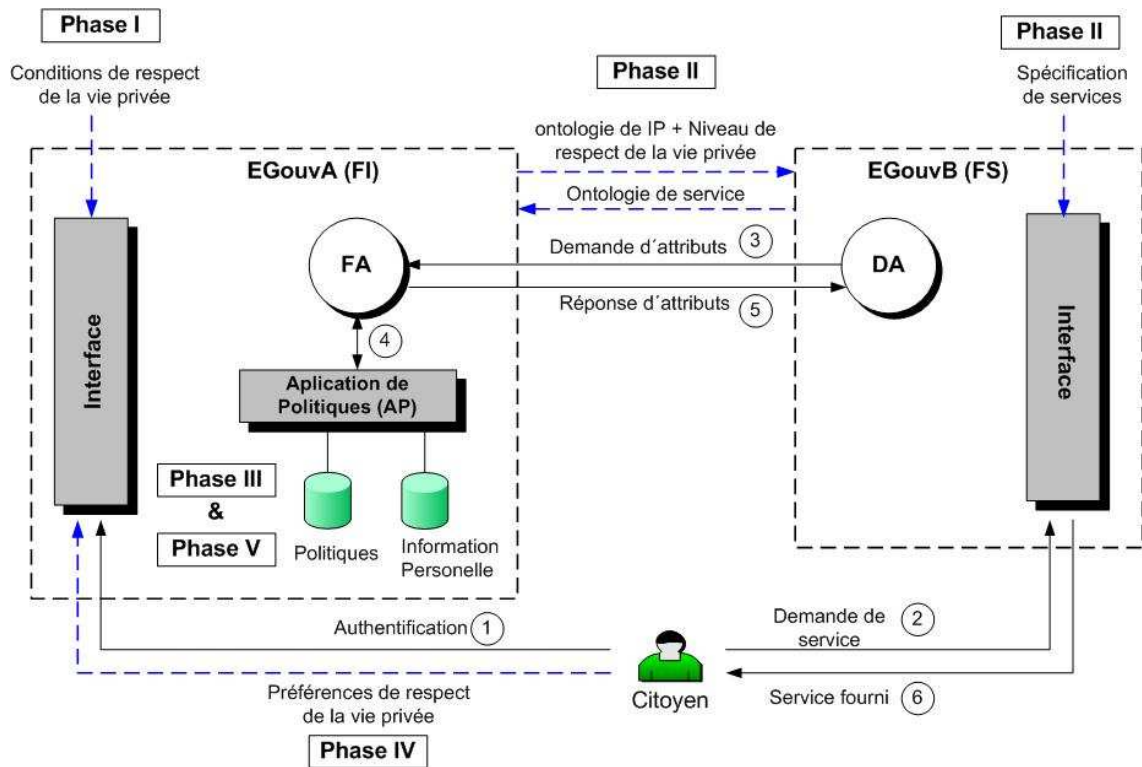 Phase I
Conditions de respect
de la vie privée
Phase II
Phase II
Spécification
de services
ontologie de IP + Niveau de
respect de la vie privée
Ontologie de service
EGouvA (FI)
EGouvB (FS)
Interface
FA
Demande d´attributs 3
DA
Réponse d´attributs 5
Interface
4
Aplication de
Politiques (AP)
Phase III
&
Phase V
Politiques
Information
Personelle
Authentification 1
Demande de
service
2
Citoyen
Service fourni 6
Préférences de respect
de la vie privée
Phase IV